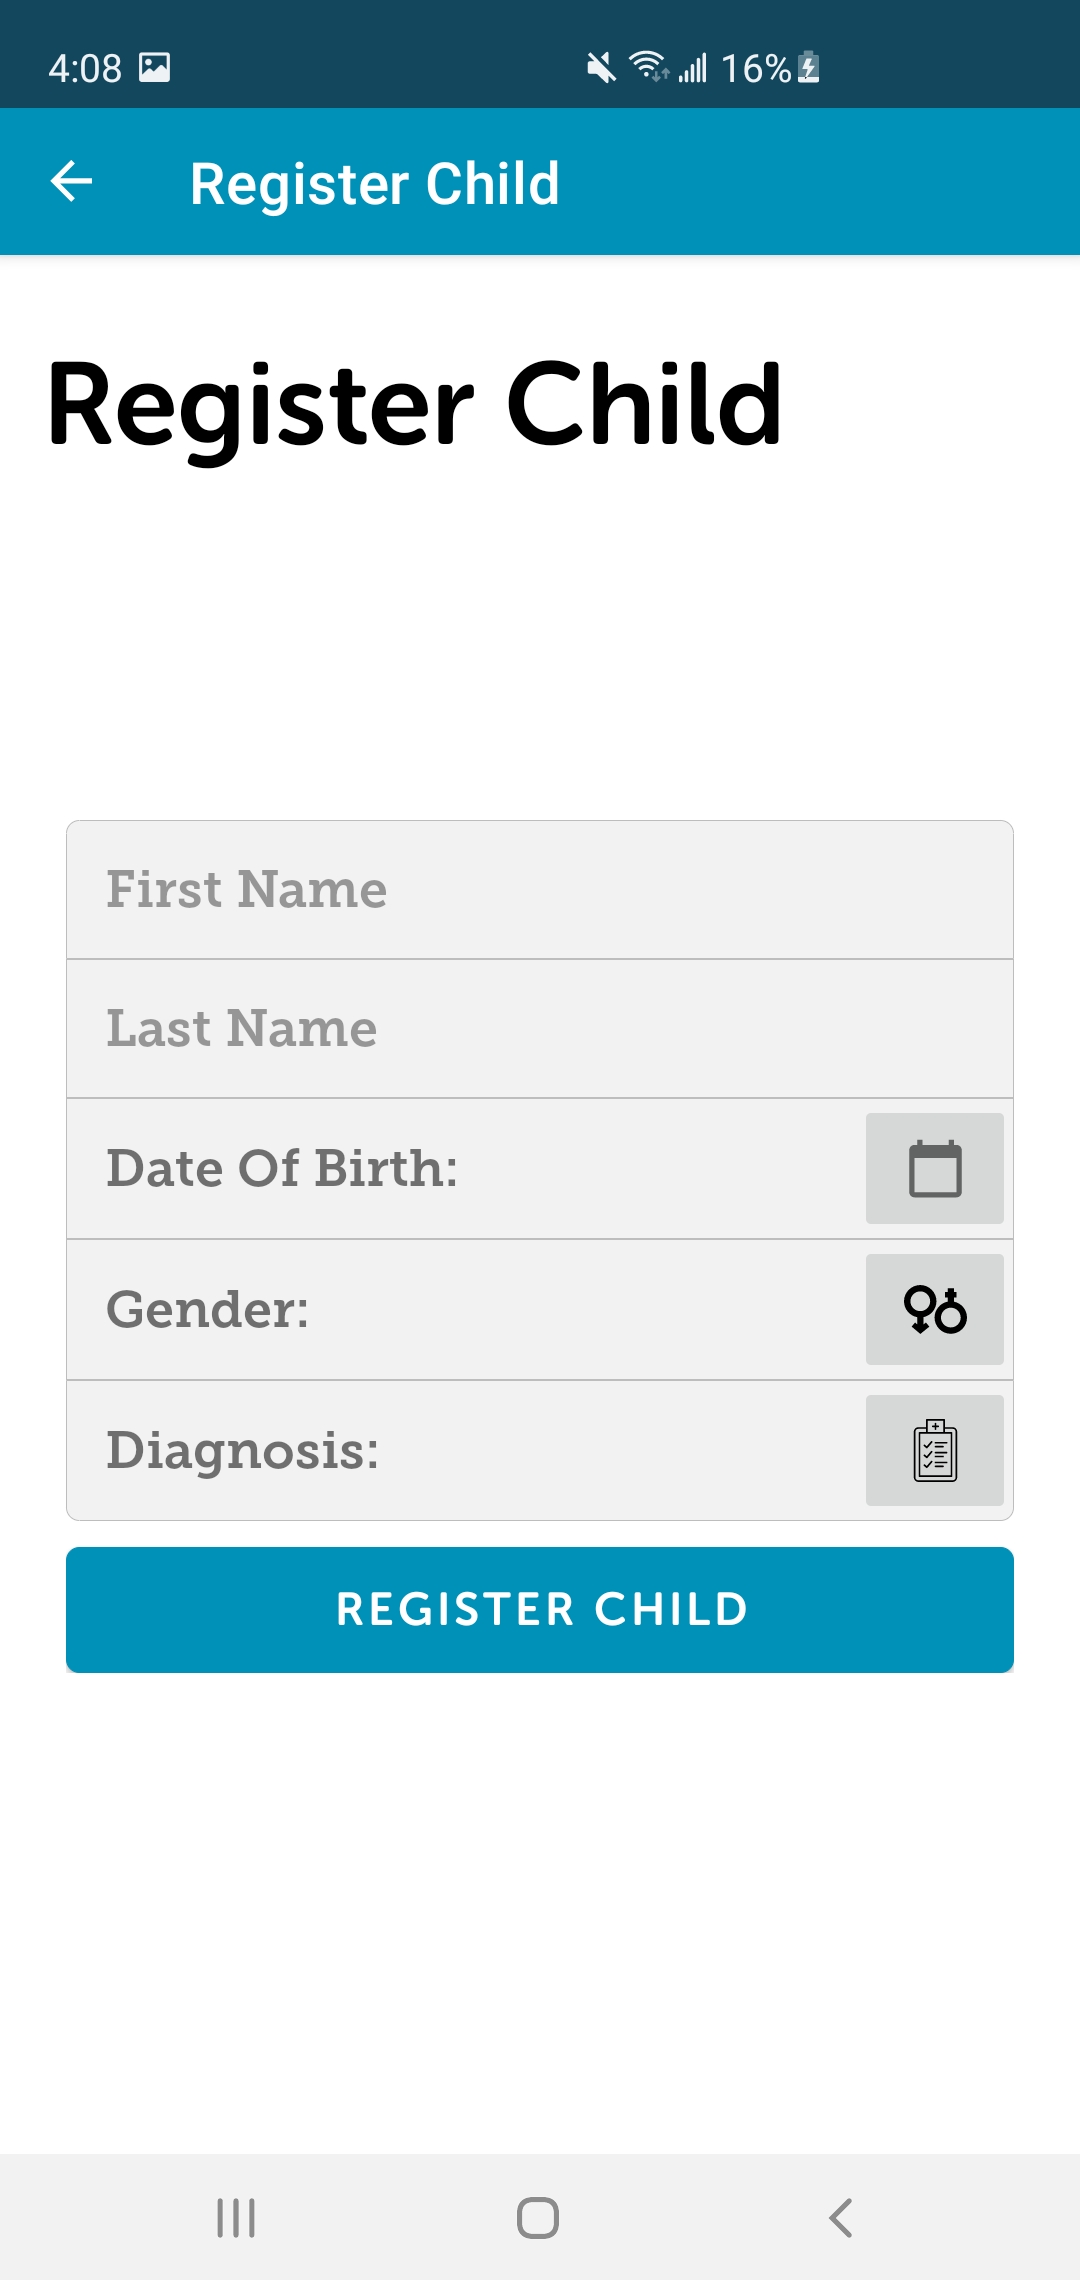 4:08 16%
Register Child
Register Child
First Name
Last Name
Date Of Birth:
Gender:
Diagnosis:
REGISTER CHILD